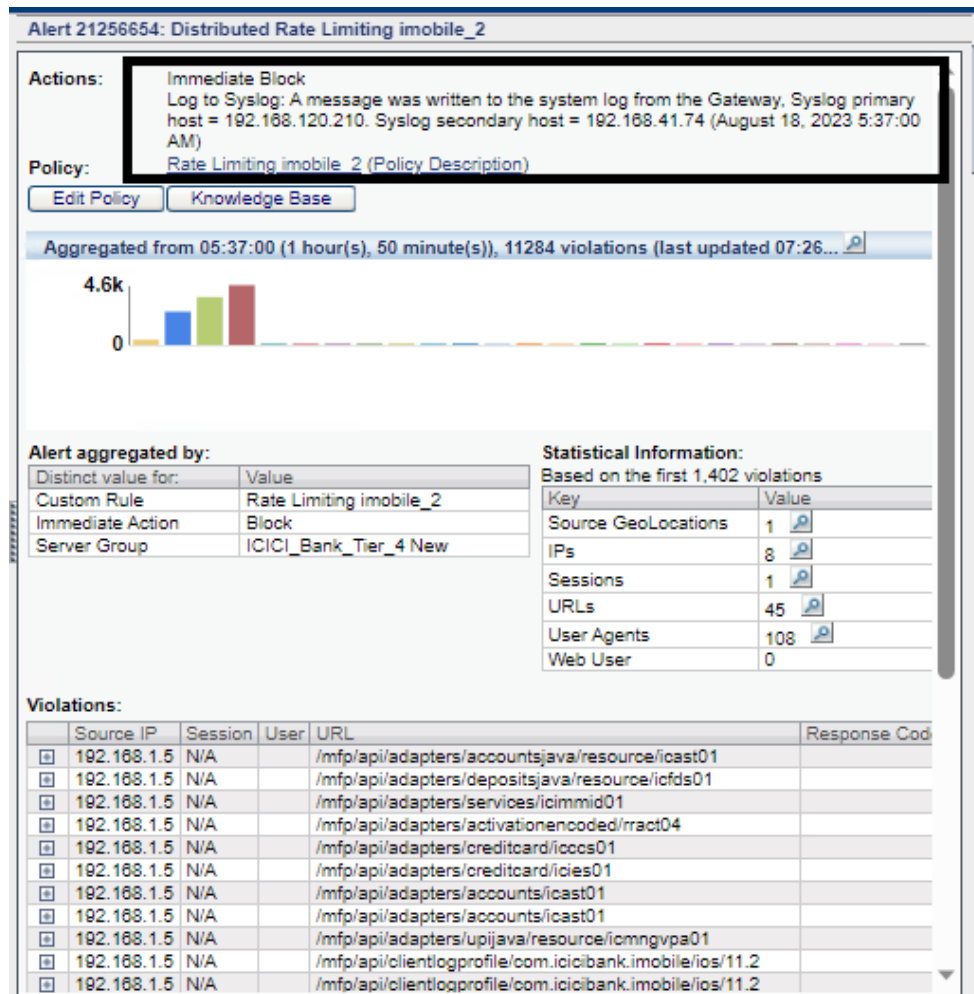 Alert 21256654: Distributed Rate Limiting imobile_2
Actions: Immediate Block
Log to Syslog: A message was written to the system log from the Gateway, Syslog primary
host = 192.168.120.210. Syslog secondary host = 192.168.41.74 (August 18, 2023 5:37:00
AM)
Policy: Rate Limiting imobile_2 (Policy Description)
Edit Policy Knowledge Base
Aggregated from 05:37:00 (1 hour(s), 50 minute(s)), 11284 violations (last updated 07:26...
4.6k
0
Alert aggregated by:
Distinct value for: Value
Custom Rule Rate Limiting imobile_2
Immediate Action Block
Server Group ICICI_Bank_Tier_4 New
Statistical Information:
Based on the first 1,402 violations
Key Value
Source GeoLocations 1
IPs 8
Sessions 1
URLs 45
User Agents 108
Web User 0
Violations:
Source IP Session User URL Response Cod
192.168.1.5 N/A /mfp/api/adapters/accountsjava/resource/icast01
192.168.1.5 N/A /mfp/api/adapters/depositsjava/resource/icfds01
192.168.1.5 N/A /mfp/api/adapters/services/icimmid01
192.168.1.5 N/A /mfp/api/adapters/activationencoded/rract04
192.168.1.5 N/A /mfp/api/adapters/creditcard/icccs01
192.168.1.5 N/A /mfp/api/adapters/creditcard/icies01
192.168.1.5 N/A /mfp/api/adapters/accounts/icast01
192.168.1.5 N/A /mfp/api/adapters/accounts/icast01
192.168.1.5 N/A /mfp/api/adapters/upijava/resource/icmngvpa01
192.168.1.5 N/A /mfp/api/clientlogprofile/com.icicibank.imobile/ios/11.2
192.168.1.5 N/A /mfp/api/clientlogprofile/com.icicibank.imobile/ios/11.2